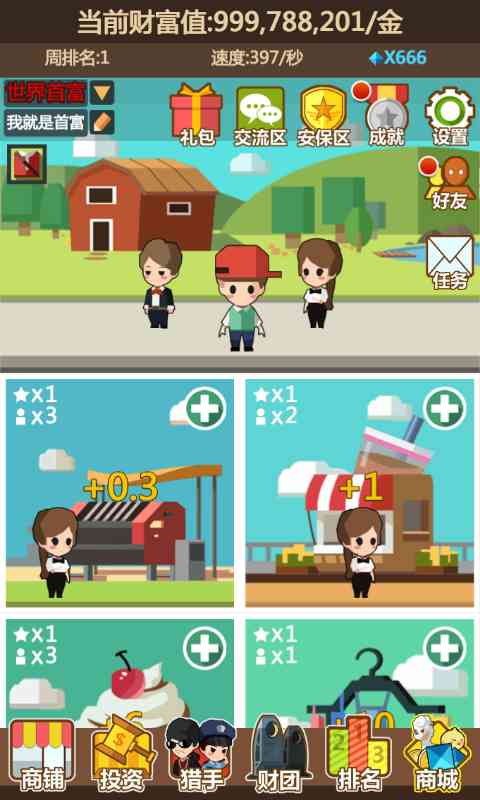 当前财富值:999,788,201/金
周排名:1 速度:397/秒 X666
世界首富
我就是首富
礼包 交流区 安保区 成就 设置
好友
任务
x1 x1
x3 x2
+0.3 +1
x1 x1
x3 x1
$ 2 1 3
商铺 投资 猎手 财团 排名 商城